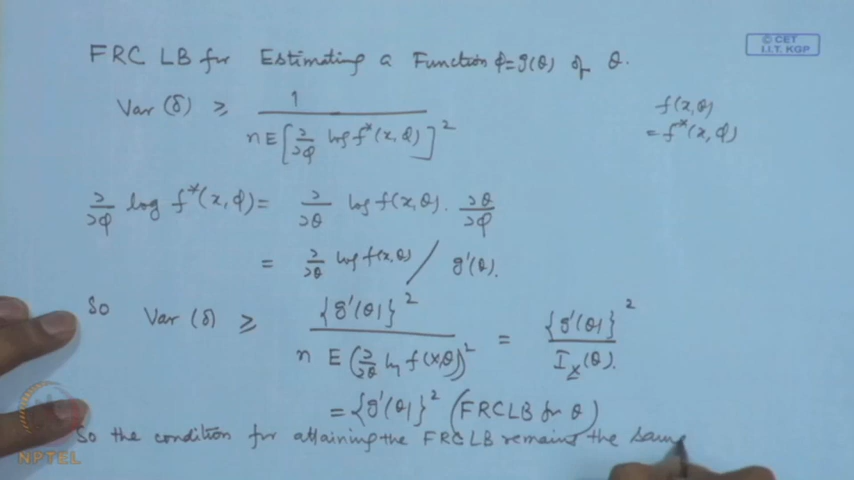 FRC LB for Estimating a Function φ=g(θ) of θ.
© CET
I.I.T. KGP
Var (δ) ≥ 1 / n E[∂/∂φ log f*(x, φ)]²
f(x, θ)
= f*(x, φ)
∂/∂φ log f*(x, φ) = ∂/∂θ log f(x, θ) . ∂θ/∂φ
= ∂/∂θ log f(x, θ) / g'(θ).
So Var (δ) ≥ {g'(θ)}² / n E(∂/∂θ log f(x, θ))² = {g'(θ)}² / I_X(θ).
= {g'(θ)}² (FRCLB for θ)
So the condition for attaining the FRCLB remains the same
NPTEL